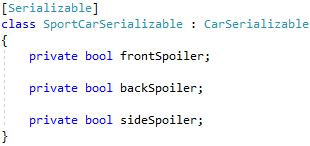 [Serializable]
class SportCarSerializable : CarSerializable
{
    private bool frontSpoiler;
    private bool backSpoiler;
    private bool sideSpoiler;
}